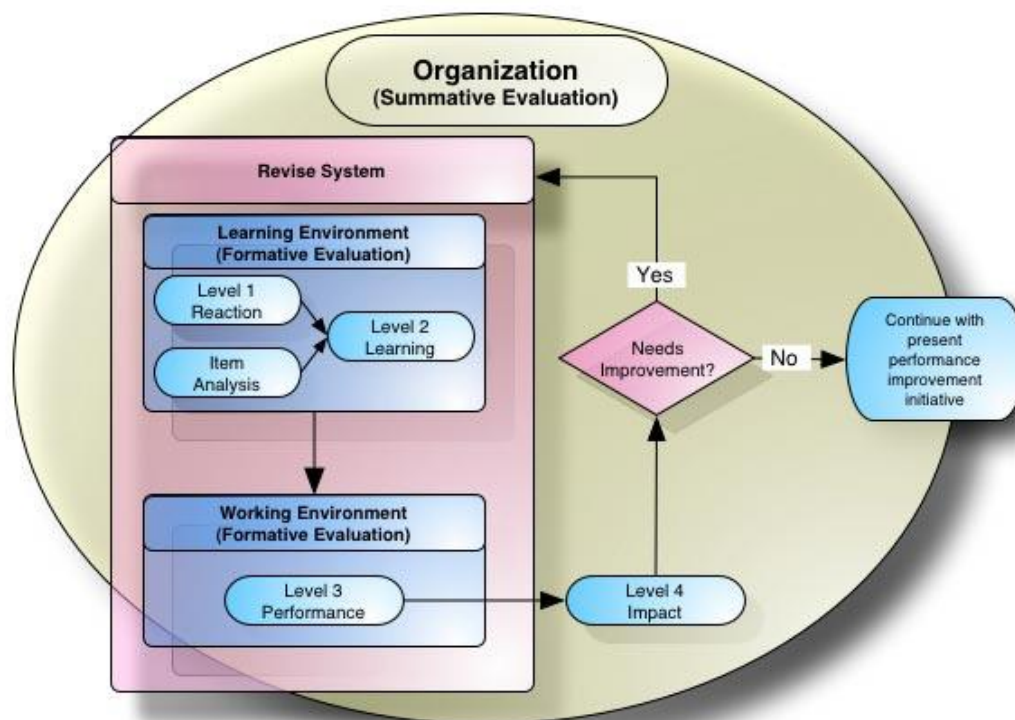 Organization
(Summative Evaluation)
Revise System
Learning Environment
(Formative Evaluation)
Level 1
Reaction
Level 2
Learning
Item
Analysis
Working Environment
(Formative Evaluation)
Level 3
Performance
Level 4
Impact
Yes
Needs
Improvement?
No
Continue with
present
performance
improvement
initiative